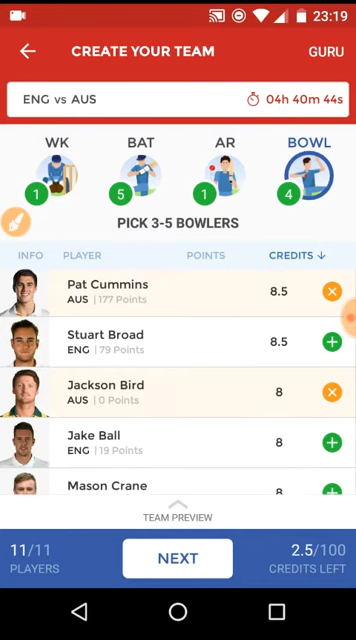 23:19
CREATE YOUR TEAM
GURU
ENG vs AUS
04h 40m 44s
WK
BAT
AR
BOWL
1
5
1
4
PICK 3-5 BOWLERS
INFO
PLAYER
POINTS
CREDITS
Pat Cummins
AUS | 177 Points
8.5
Stuart Broad
ENG | 79 Points
8.5
Jackson Bird
AUS | 0 Points
8
Jake Ball
ENG | 19 Points
8
Mason Crane
8
TEAM PREVIEW
11/11
PLAYERS
NEXT
2.5/100
CREDITS LEFT